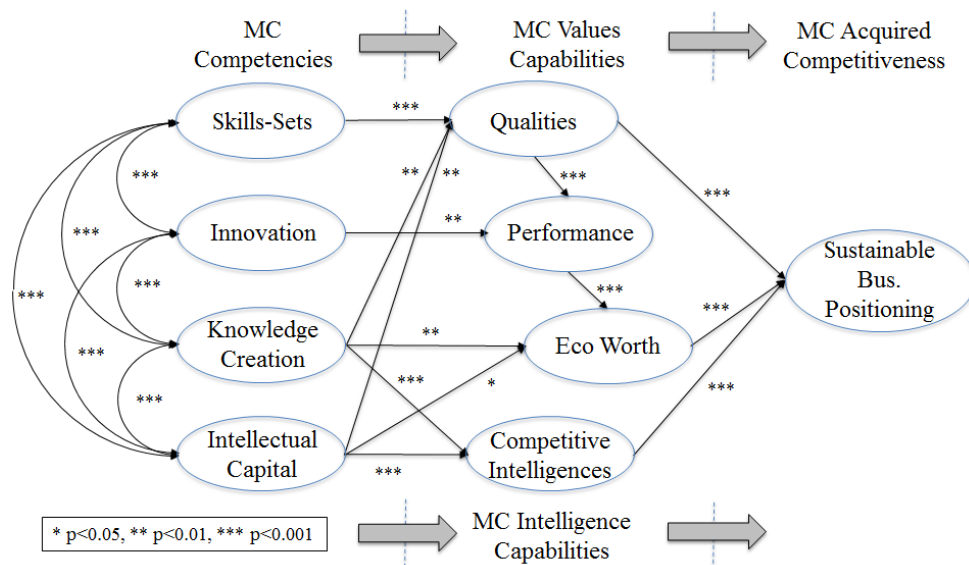 MC
Competencies
MC Values
Capabilities
MC Acquired
Competitiveness
Skills-Sets
***
Qualities
***
**
**
***
***
Innovation
**
Performance
***
***
***
Sustainable
Bus.
Positioning
***
***
Knowledge
Creation
**
Eco Worth
***
***
*
***
***
Intellectual
Capital
***
Competitive
Intelligences
* p<0.05, ** p<0.01, *** p<0.001
MC Intelligence
Capabilities